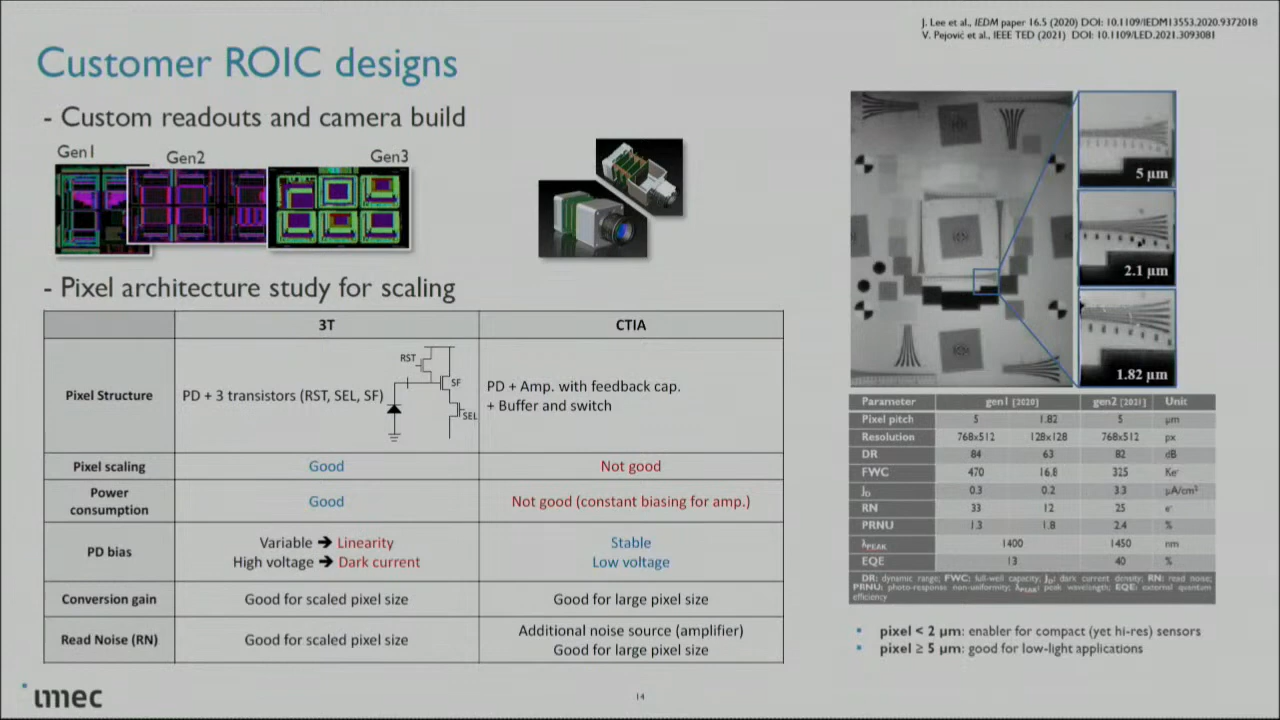 J. Lee et al., IEDM paper 16.5 (2020) DOI: 10.1109/IEDM13553.2020.9372018
V. Pejović et al., IEEE TED (2021) DOI: 10.1109/LED.2021.3093081
Customer ROIC designs
- Custom readouts and camera build
Gen1 Gen2 Gen3
- Pixel architecture study for scaling
3T CTIA
Pixel Structure
PD + 3 transistors (RST, SEL, SF)
RST
SF
SEL
PD + Amp. with feedback cap.
+ Buffer and switch
Pixel scaling Good Not good
Power
consumption
Good Not good (constant biasing for amp.)
PD bias
Variable ➔ Linearity
High voltage ➔ Dark current
Stable
Low voltage
Conversion gain Good for scaled pixel size Good for large pixel size
Read Noise (RN) Good for scaled pixel size
Additional noise source (amplifier)
Good for large pixel size
5 µm
2.1 µm
1.82 µm
Parameter gen1 [2020] gen2 [2021] Unit
Pixel pitch 5 1.82 5 µm
Resolution 768x512 128x128 768x512 px
DR 84 63 82 dB
FWC 470 16.8 325 Ke-
JD 0.3 0.2 3.3 µA/cm²
RN 33 12 25 e-
PRNU 1.3 1.8 2.4 %
λPEAK 1400 1450 nm
EQE 13 40 %
DR: dynamic range; FWC: full-well capacity; JD: dark current density; RN: read noise;
PRNU: photo-response non-uniformity; λPEAK: peak wavelength; EQE: external quantum
efficiency
▪ pixel < 2 µm: enabler for compact (yet hi-res) sensors
▪ pixel ≥ 5 µm: good for low-light applications
imec
14